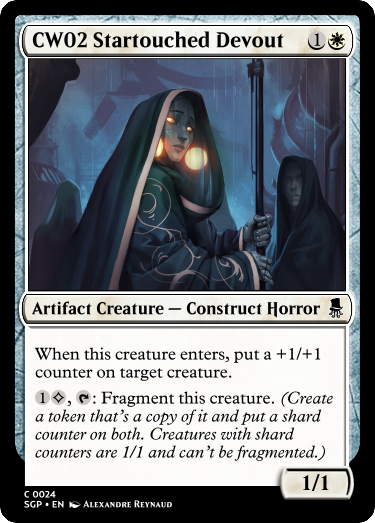 CW02 Startouched Devout 1
Artifact Creature — Construct Horror
When this creature enters, put a +1/+1
counter on target creature.
1, : Fragment this creature. (Create
a token that's a copy of it and put a shard
counter on both. Creatures with shard
counters are 1/1 and can't be fragmented.)
1/1
C 0024
SGP • EN Alexandre Reynaud